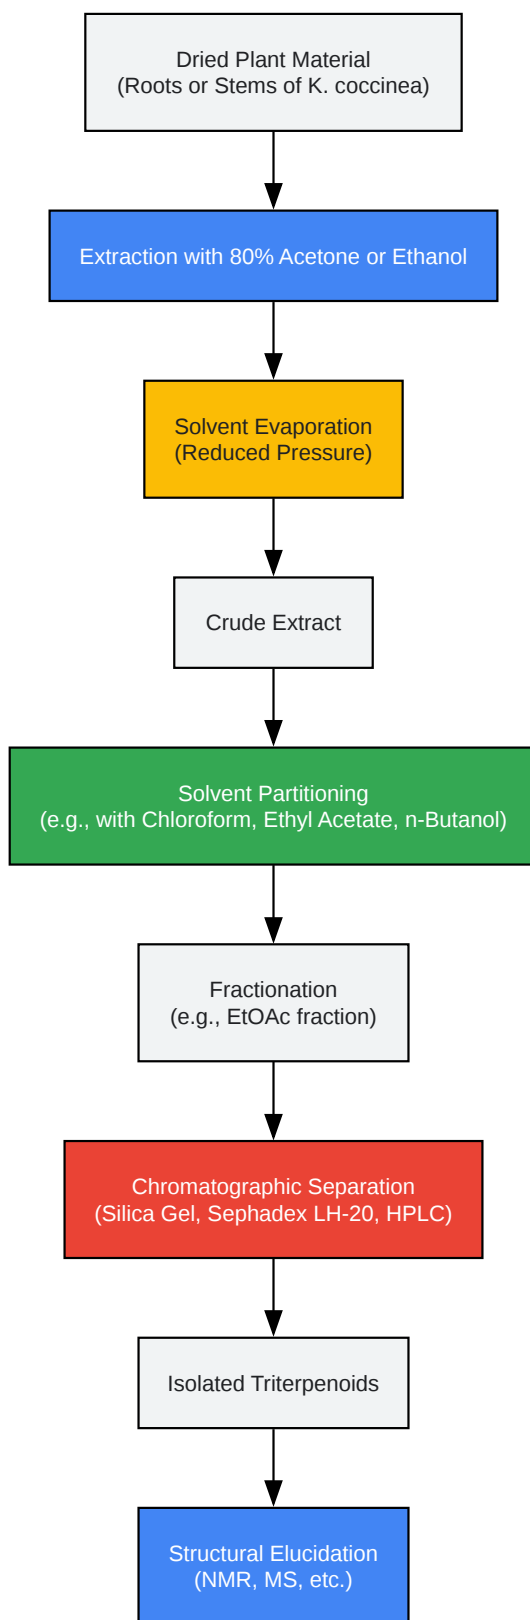 Dried Plant Material
(Roots or Stems of K. coccinea)
Extraction with 80% Acetone or Ethanol
Solvent Evaporation
(Reduced Pressure)
Crude Extract
Solvent Partitioning
(e.g., with Chloroform, Ethyl Acetate, n-Butanol)
Fractionation
(e.g., EtOAc fraction)
Chromatographic Separation
(Silica Gel, Sephadex LH-20, HPLC)
Isolated Triterpenoids
Structural Elucidation
(NMR, MS, etc.)